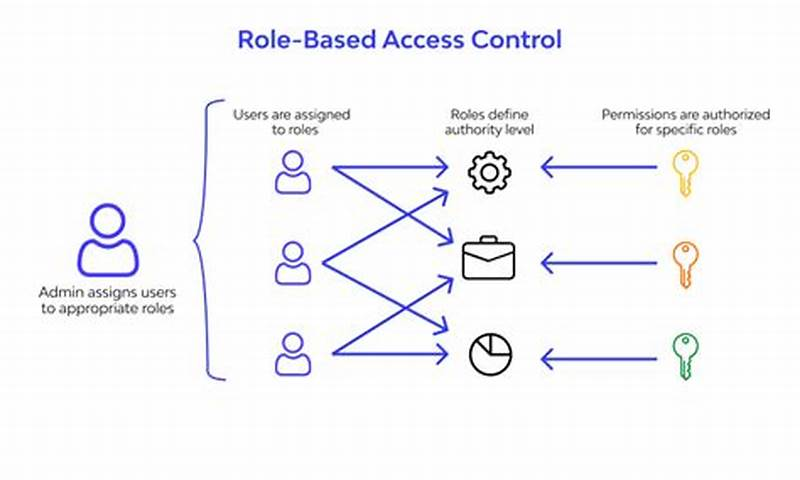 Role-Based Access Control
Users are assigned
to roles
Roles define
authority level
Permissions are authorized
for specific roles
Admin assigns users
to appropriate roles